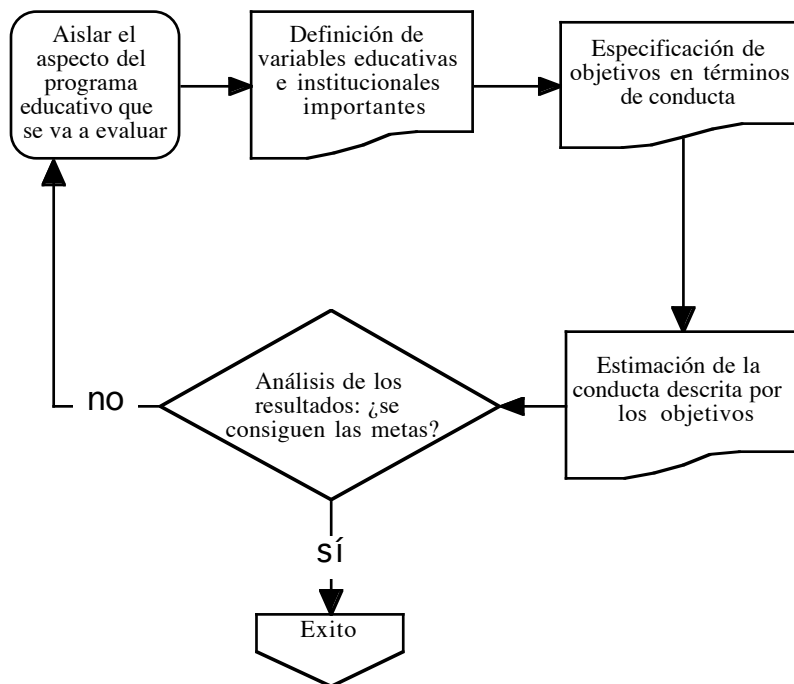 Aislar el
aspecto del
programa
educativo que
se va a evaluar
Definición de
variables educativas
e institucionales
importantes
Especificación de
objetivos en términos
de conducta
Estimación de la
conducta descrita por
los objetivos
Análisis de los
resultados: ¿se
consiguen las metas?
no
sí
Exito